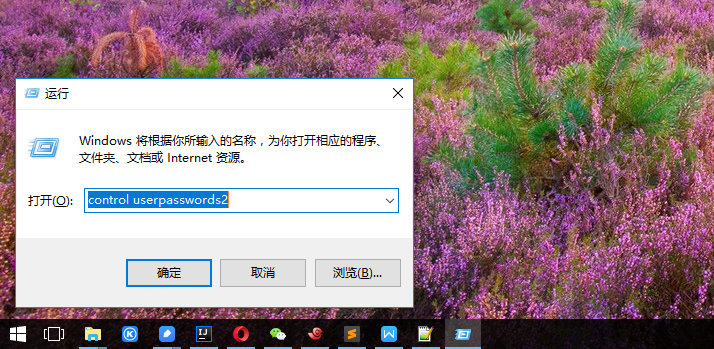 运行
Windows 将根据你所输入的名称，为你打开相应的程序、
文件夹、文档或 Internet 资源。
打开(O):
control userpasswords2
确定
取消
浏览(B)...